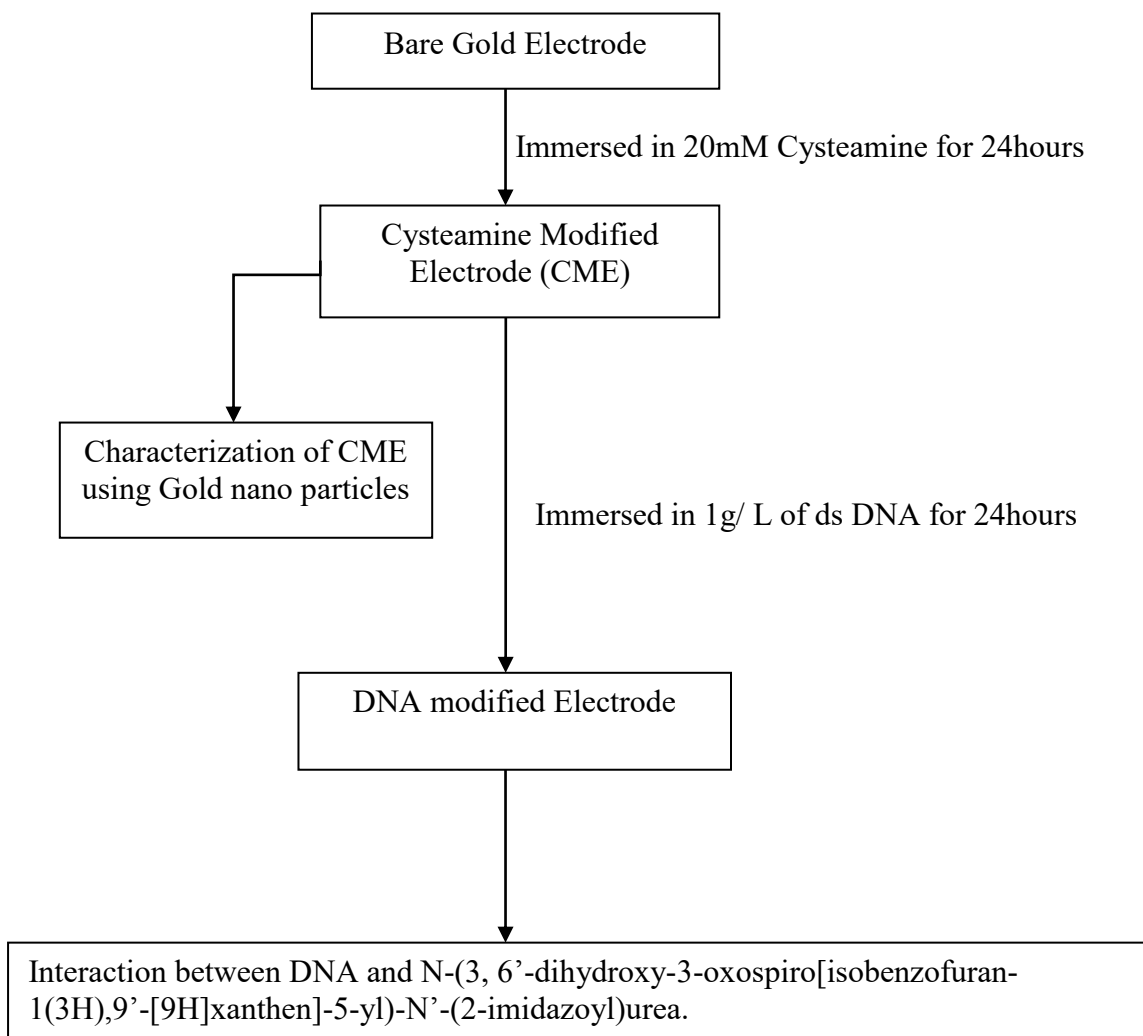 Bare Gold Electrode
Immersed in 20mM Cysteamine for 24hours
Cysteamine Modified
Electrode (CME)
Characterization of CME
using Gold nano particles
Immersed in 1g/ L of ds DNA for 24hours
DNA modified Electrode
Interaction between DNA and N-(3, 6’-dihydroxy-3-oxospiro[isobenzofuran-
1(3H),9’-[9H]xanthen]-5-yl)-N’-(2-imidazoyl)urea.